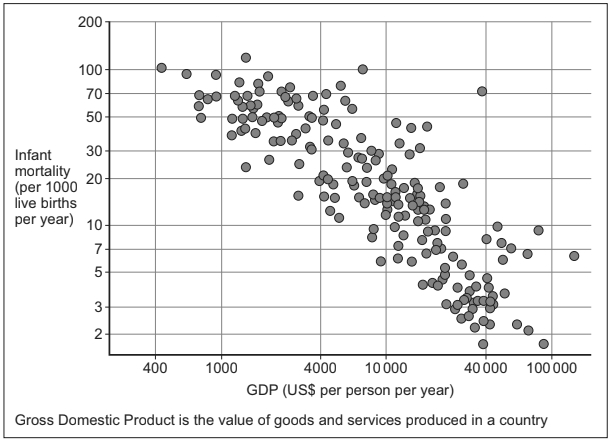 200
100
70
50
30
20
10
7
5
3
2
Infant
mortality
(per 1000
live births
per year)
400
1000
4000
10 000
40 000
100 000
GDP (US$ per person per year)
Gross Domestic Product is the value of goods and services produced in a country